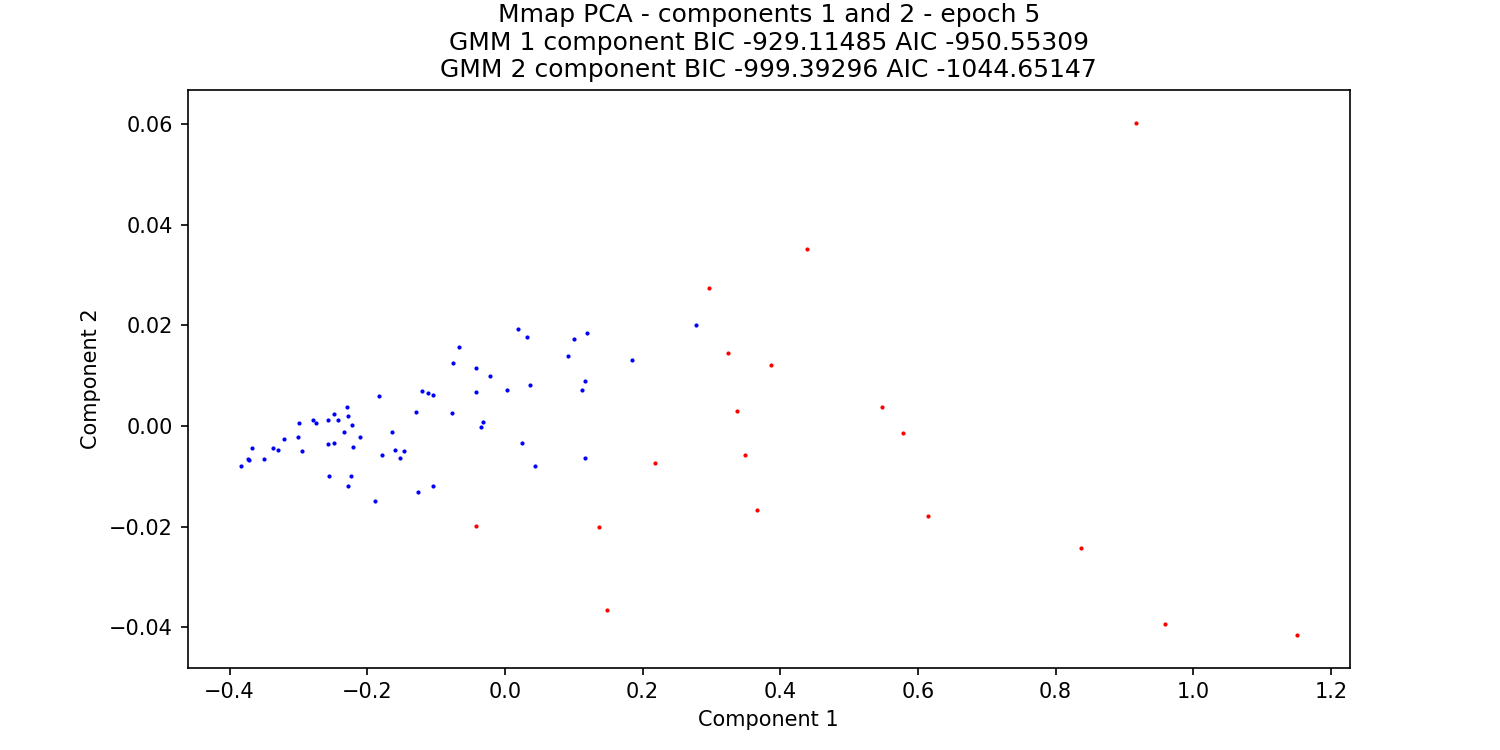 Mmap PCA - components 1 and 2 - epoch 5
GMM 1 component BIC -929.11485 AIC -950.55309
GMM 2 component BIC -999.39296 AIC -1044.65147
0.06
0.04
0.02
0.00
−0.02
−0.04
Component 2
−0.4 −0.2 0.0 0.2 0.4 0.6 0.8 1.0 1.2
Component 1